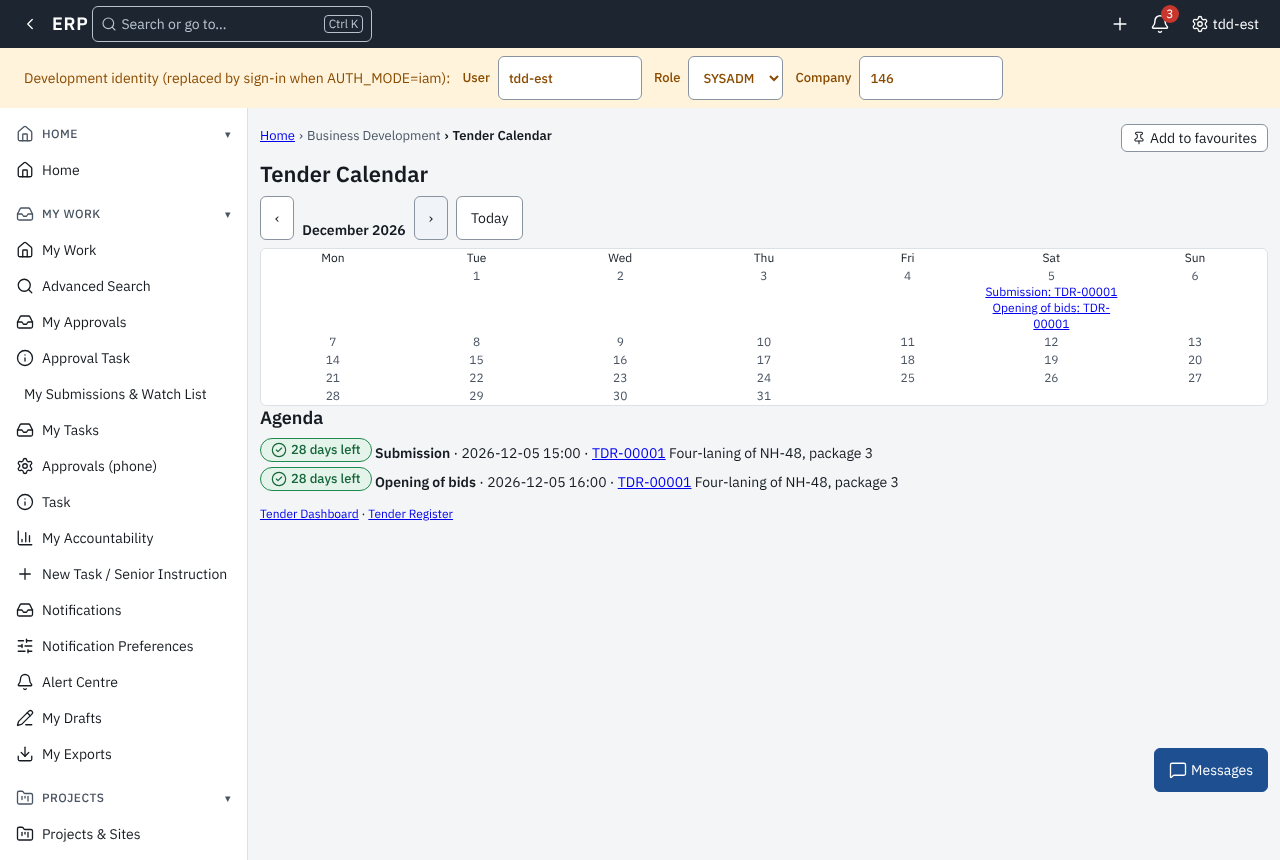 ERP
Search or go to...
Ctrl K
3
tdd-est
Development identity (replaced by sign-in when AUTH_MODE=iam):
User
tdd-est
Role
SYSADM
Company
146
HOME
Home
MY WORK
My Work
Advanced Search
My Approvals
Approval Task
My Submissions & Watch List
My Tasks
Approvals (phone)
Task
My Accountability
New Task / Senior Instruction
Notifications
Notification Preferences
Alert Centre
My Drafts
My Exports
PROJECTS
Projects & Sites
Home › Business Development › Tender Calendar
Add to favourites
Tender Calendar
‹ December 2026 › Today
Mon Tue Wed Thu Fri Sat Sun
1 2 3 4 5 6
Submission: TDR-00001
Opening of bids: TDR-
00001
7 8 9 10 11 12 13
14 15 16 17 18 19 20
21 22 23 24 25 26 27
28 29 30 31
Agenda
28 days left Submission · 2026-12-05 15:00 · TDR-00001 Four-laning of NH-48, package 3
28 days left Opening of bids · 2026-12-05 16:00 · TDR-00001 Four-laning of NH-48, package 3
Tender Dashboard · Tender Register
Messages